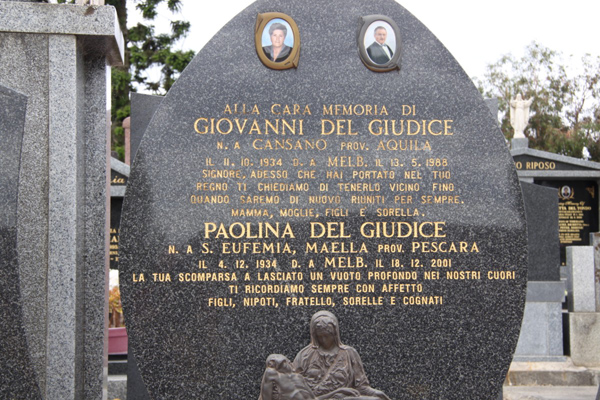 ALLA CARA MEMORIA DI
GIOVANNI DEL GIUDICE
N. A CANSANO PROV. AQUILA
IL 11. 10. 1934 D. A MELB. IL 13. 5. 1988
SIGNORE, ADESSO CHE HAI PORTATO NEL TUO
REGNO TI CHIEDIAMO DI TENERLO VICINO FINO
QUANDO SAREMO DI NUOVO RIUNITI PER SEMPRE.
MAMMA, MOGLIE, FIGLI E SORELLA.
PAOLINA DEL GIUDICE
N. A S. EUFEMIA, MAELLA PROV. PESCARA
IL 4. 12. 1934 D. A MELB. IL 18. 12. 2001
LA TUA SCOMPARSA A LASCIATO UN VUOTO PROFONDO NEI NOSTRI CUORI
TI RICORDIAMO SEMPRE CON AFFETTO
FIGLI, NIPOTI, FRATELLO, SORELLE E COGNATI
RIPOSO